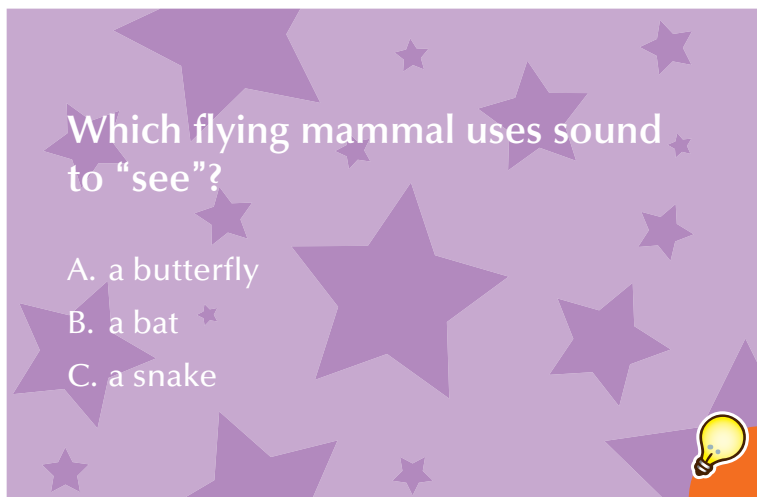 Which flying mammal uses sound
to “see”?
A. a butterfly
B. a bat
C. a snake